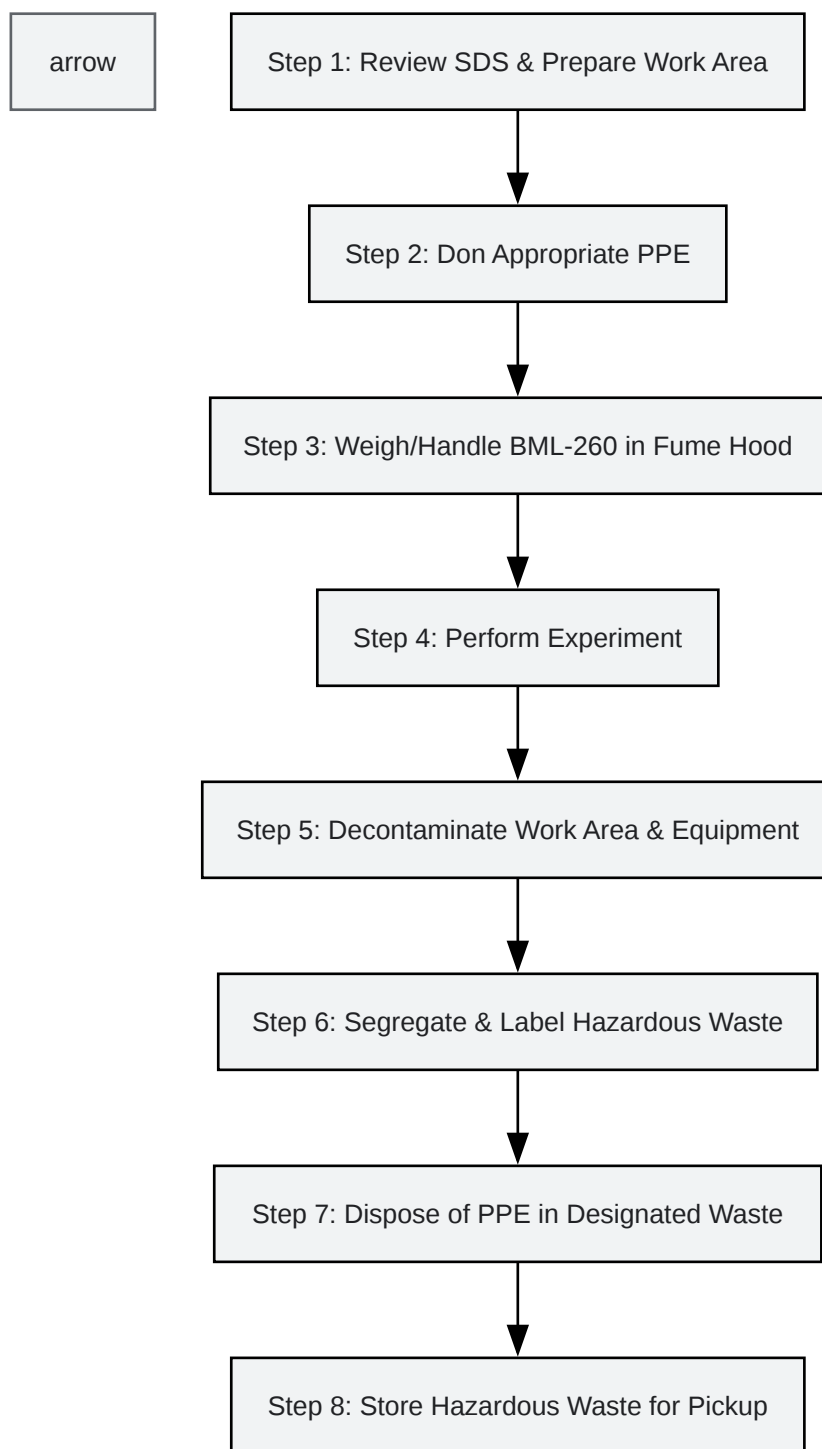 arrow
Step 1: Review SDS & Prepare Work Area
Step 2: Don Appropriate PPE
Step 3: Weigh/Handle BML-260 in Fume Hood
Step 4: Perform Experiment
Step 5: Decontaminate Work Area & Equipment
Step 6: Segregate & Label Hazardous Waste
Step 7: Dispose of PPE in Designated Waste
Step 8: Store Hazardous Waste for Pickup